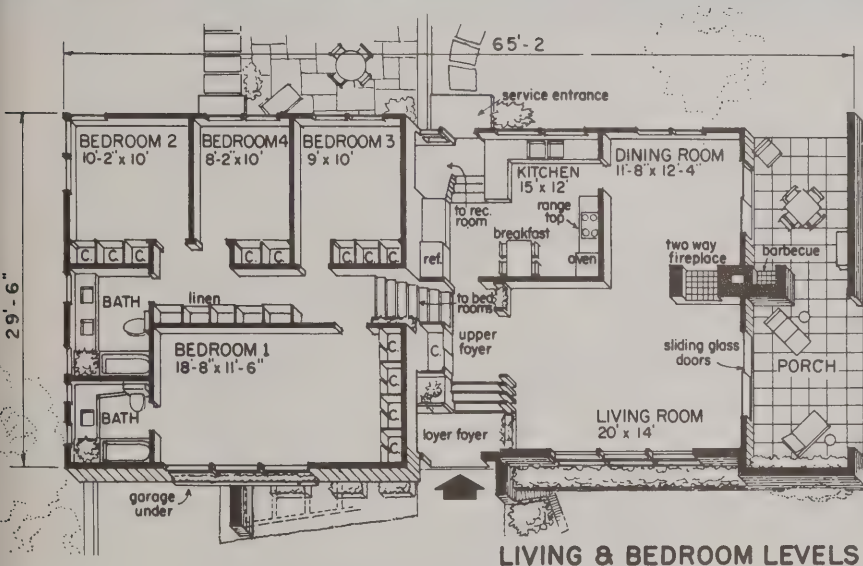 65'-2
service entrance
BEDROOM 2
10'-2" x 10'
BEDROOM4
8'-2" x 10'
BEDROOM 3
9' x 10'
KITCHEN
15' x 12'
DINING ROOM
11'-8" x 12'-4"
to rec.
room
range
top
breakfast
ref.
oven
two way
fireplace
barbecue
C.
C.
C.
C.
C.
C.
C.
C.
29'-6"
BATH
linen
to bed
rooms
upper
foyer
C.
BEDROOM 1
18'-8" x 11'-6"
C.
C.
C.
C.
C.
sliding glass
doors
PORCH
BATH
loyer foyer
LIVING ROOM
20' x 14'
garage
under
LIVING & BEDROOM LEVELS